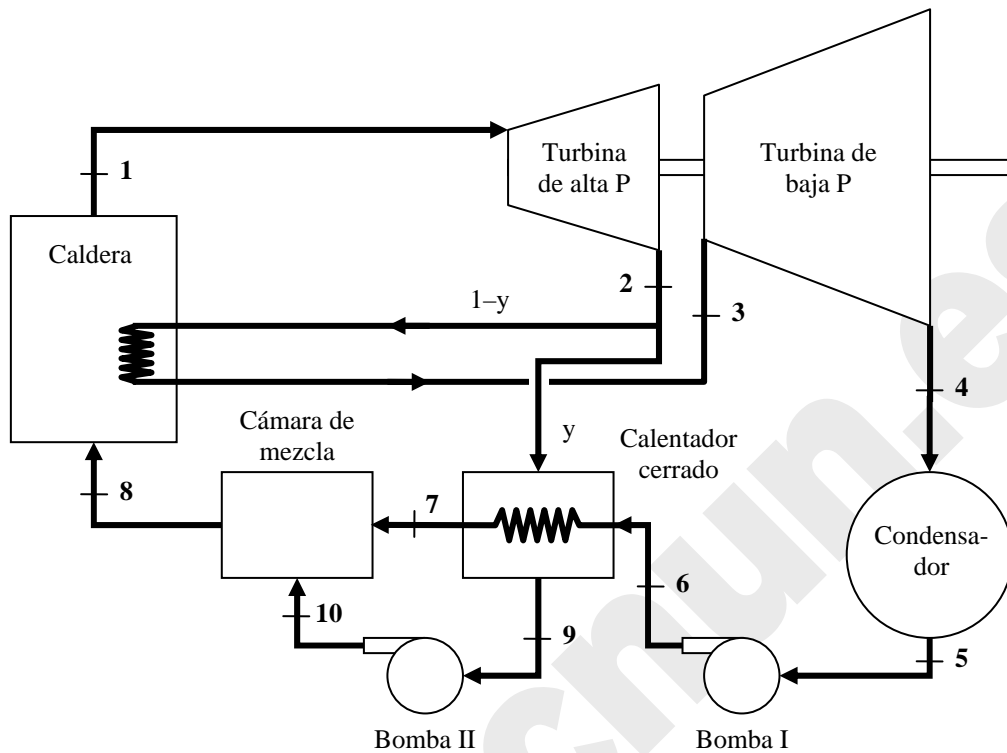 Turbina
de alta P
Turbina de
baja P
1
Caldera
2
1–y
3
4
Cámara de
mezcla
y
Calentador
cerrado
8
7
Condensa-
dor
6
10
9
5
Bomba II
Bomba I